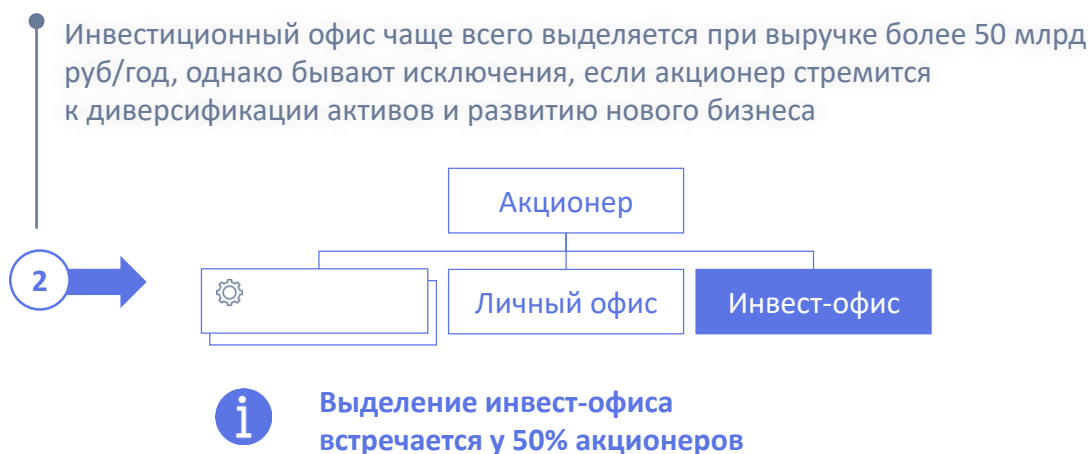 Инвестиционный офис чаще всего выделяется при выручке более 50 млрд
руб/год, однако бывают исключения, если акционер стремится
к диверсификации активов и развитию нового бизнеса
Акционер
2
Личный офис
Инвест-офис
Выделение инвест-офиса
встречается у 50% акционеров